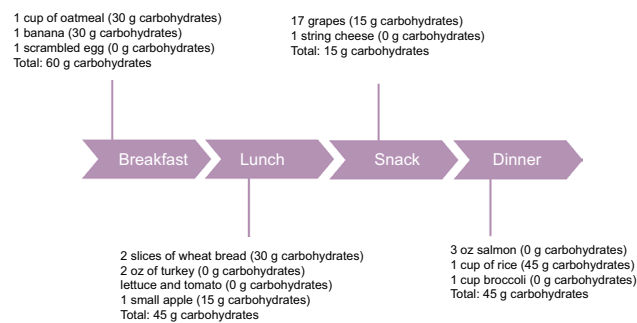 1 cup of oatmeal (30 g carbohydrates)
1 banana (30 g carbohydrates)
1 scrambled egg (0 g carbohydrates)
Total: 60 g carbohydrates
17 grapes (15 g carbohydrates)
1 string cheese (0 g carbohydrates)
Total: 15 g carbohydrates
Breakfast
Lunch
Snack
Dinner
2 slices of wheat bread (30 g carbohydrates)
2 oz of turkey (0 g carbohydrates)
lettuce and tomato (0 g carbohydrates)
1 small apple (15 g carbohydrates)
Total: 45 g carbohydrates
3 oz salmon (0 g carbohydrates)
1 cup of rice (45 g carbohydrates)
1 cup broccoli (0 g carbohydrates)
Total: 45 g carbohydrates